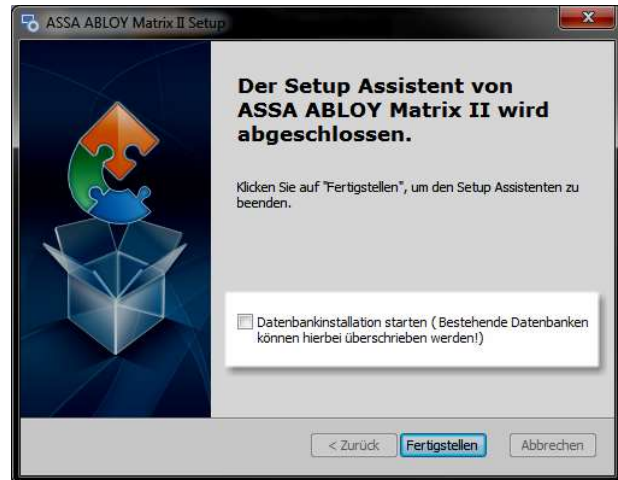 ASSA ABLOY Matrix II Setup
Der Setup Assistent von
ASSA ABLOY Matrix II wird
abgeschlossen.
Klicken Sie auf "Fertigstellen", um den Setup Assistenten zu
beenden.
Datenbankinstallation starten ( Bestehende Datenbanken
können hierbei überschrieben werden!)
< Zurück Fertigstellen Abbrechen